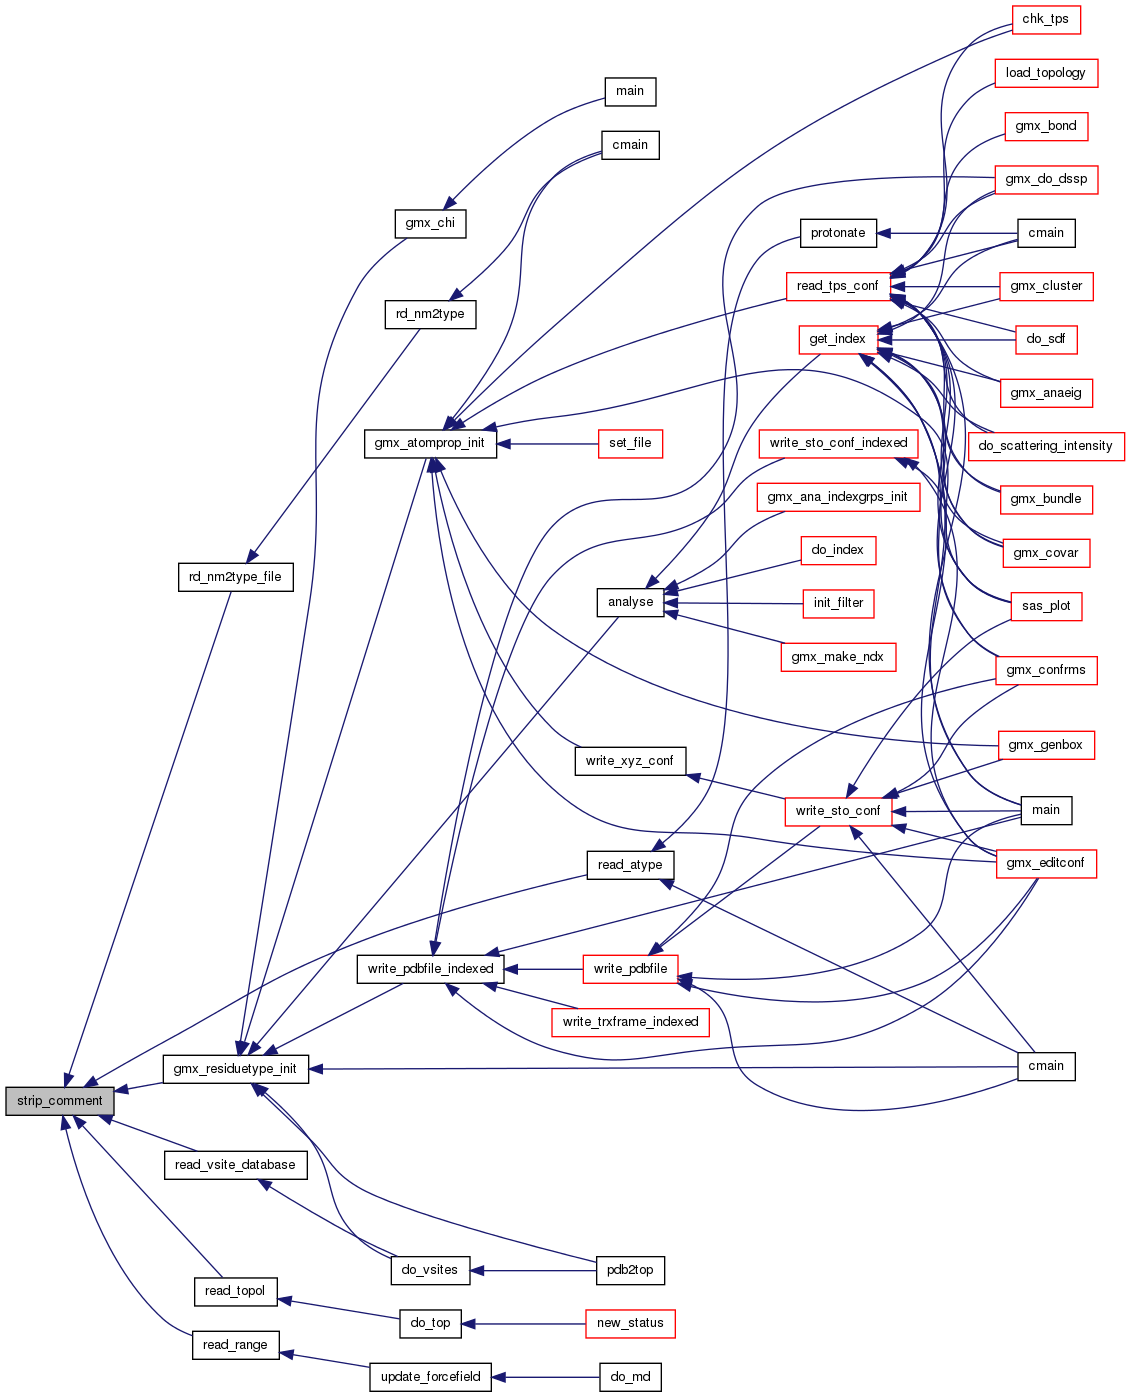 chk_tps
load_topology
main
gmx_bond
cmain
gmx_do_dssp
gmx_chi
protonate
cmain
read_tps_conf
gmx_cluster
rd_nm2type
get_index
do_sdf
gmx_anaeig
gmx_atomprop_init
set_file
write_sto_conf_indexed
do_scattering_intensity
gmx_ana_indexgrps_init
gmx_bundle
do_index
gmx_covar
rd_nm2type_file
analyse
init_filter
sas_plot
gmx_make_ndx
gmx_confrms
write_xyz_conf
gmx_genbox
write_sto_conf
main
read_atype
gmx_editconf
write_pdbfile_indexed
write_pdbfile
write_trxframe_indexed
gmx_residuetype_init
cmain
strip_comment
read_vsite_database
do_vsites
pdb2top
read_topol
do_top
new_status
read_range
update_forcefield
do_md